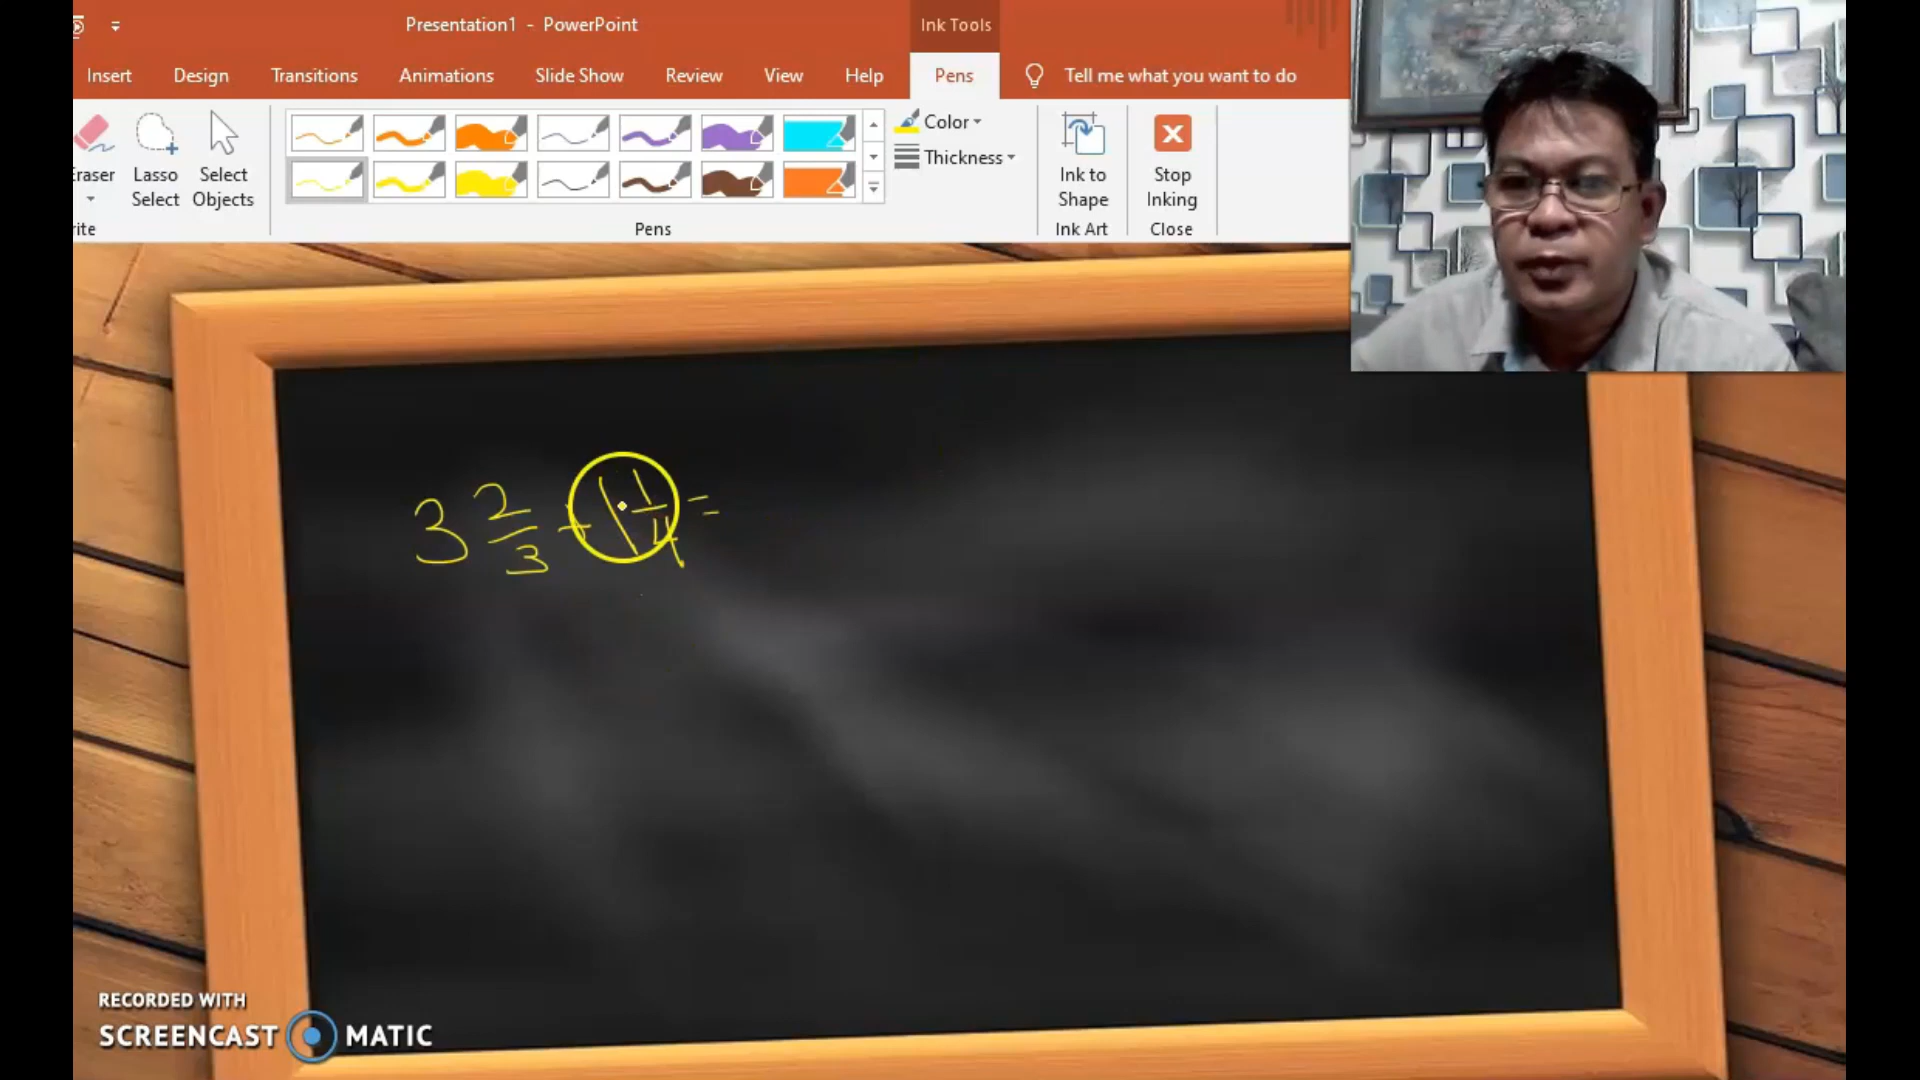 Presentation1 - PowerPoint
Ink Tools
Insert Design Transitions Animations Slide Show Review View Help Pens Tell me what you want to do
Color
Thickness
Lasso Select
Select Objects
Ink to Shape
Stop Inking
Pens
Ink Art
Close
3 2/3 + 1 1/4 =
RECORDED WITH
SCREENCAST MATIC